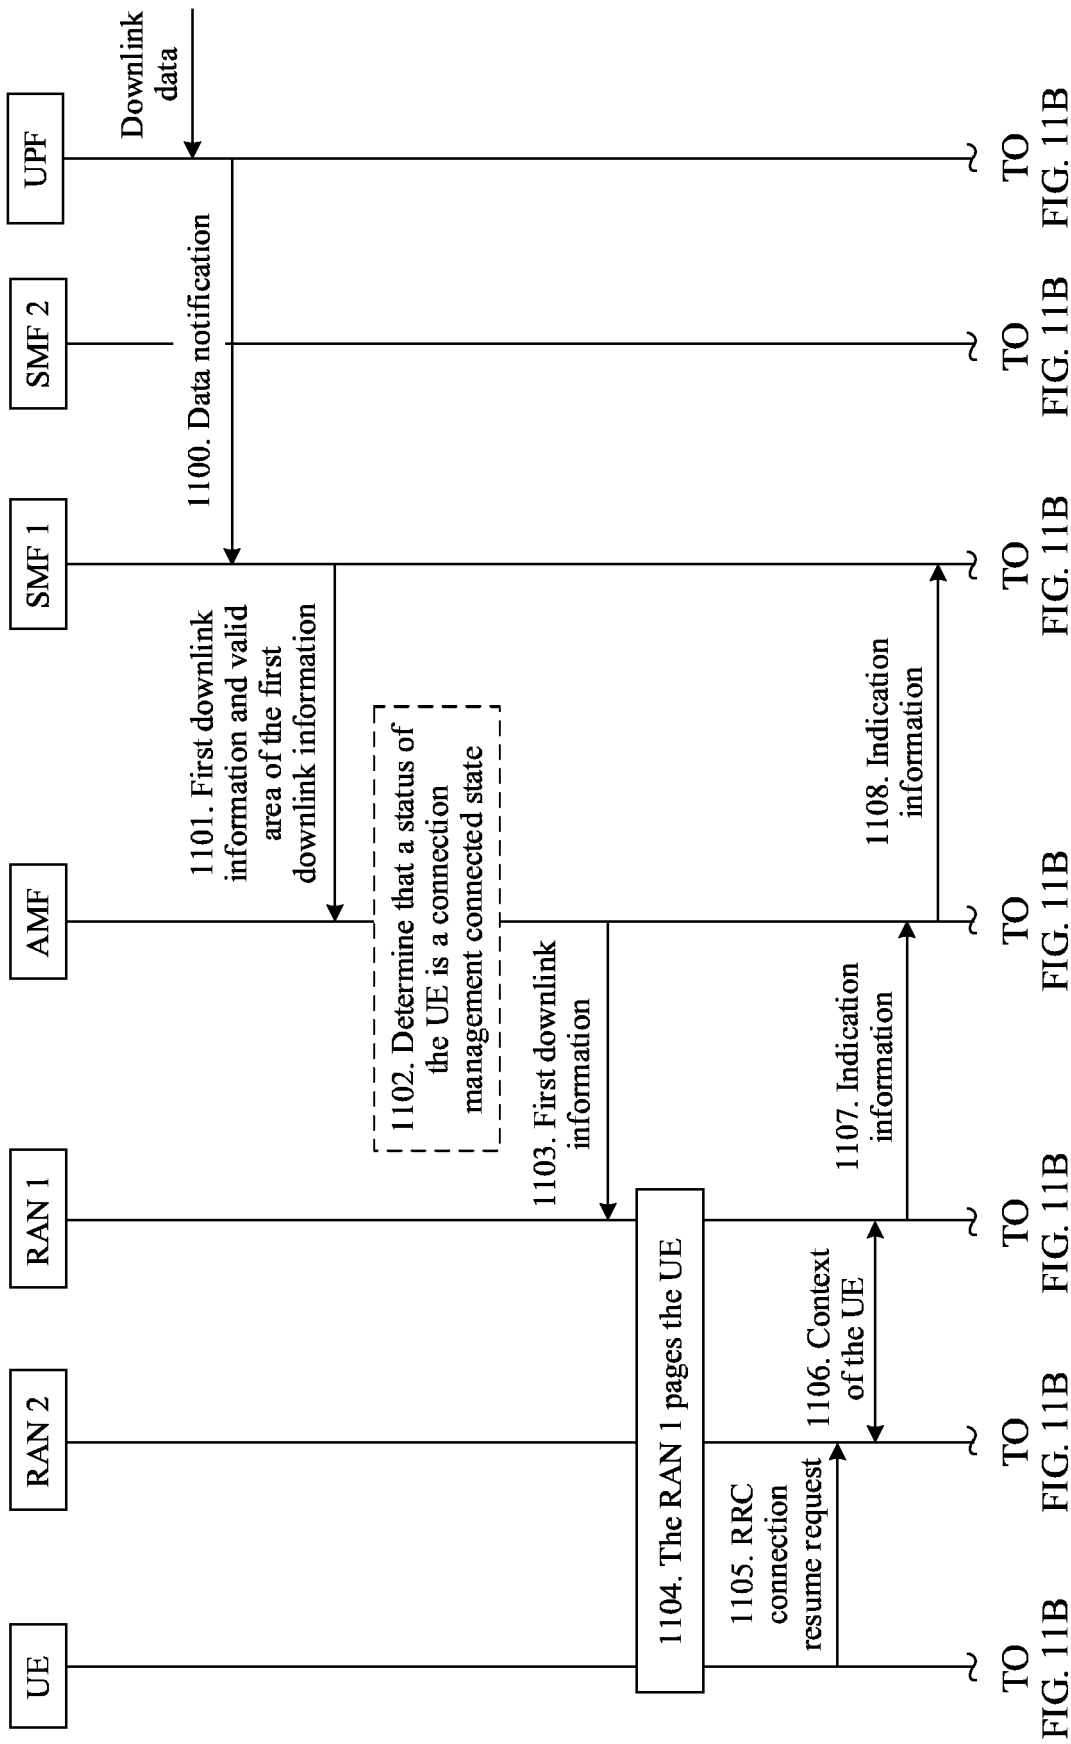 UE
RAN 2
RAN 1
AMF
SMF 1
SMF 2
UPF
Downlink
data
1100. Data notification
1101. First downlink
information and valid
area of the first
downlink information
1102. Determine that a status of
the UE is a connection
management connected state
1103. First downlink
information
1104. The RAN 1 pages the UE
1105. RRC
connection
resume request
1106. Context
of the UE
1107. Indication
information
1108. Indication
information
TO
FIG. 11B
TO
FIG. 11B
TO
FIG. 11B
TO
FIG. 11B
TO
FIG. 11B
TO
FIG. 11B
TO
FIG. 11B